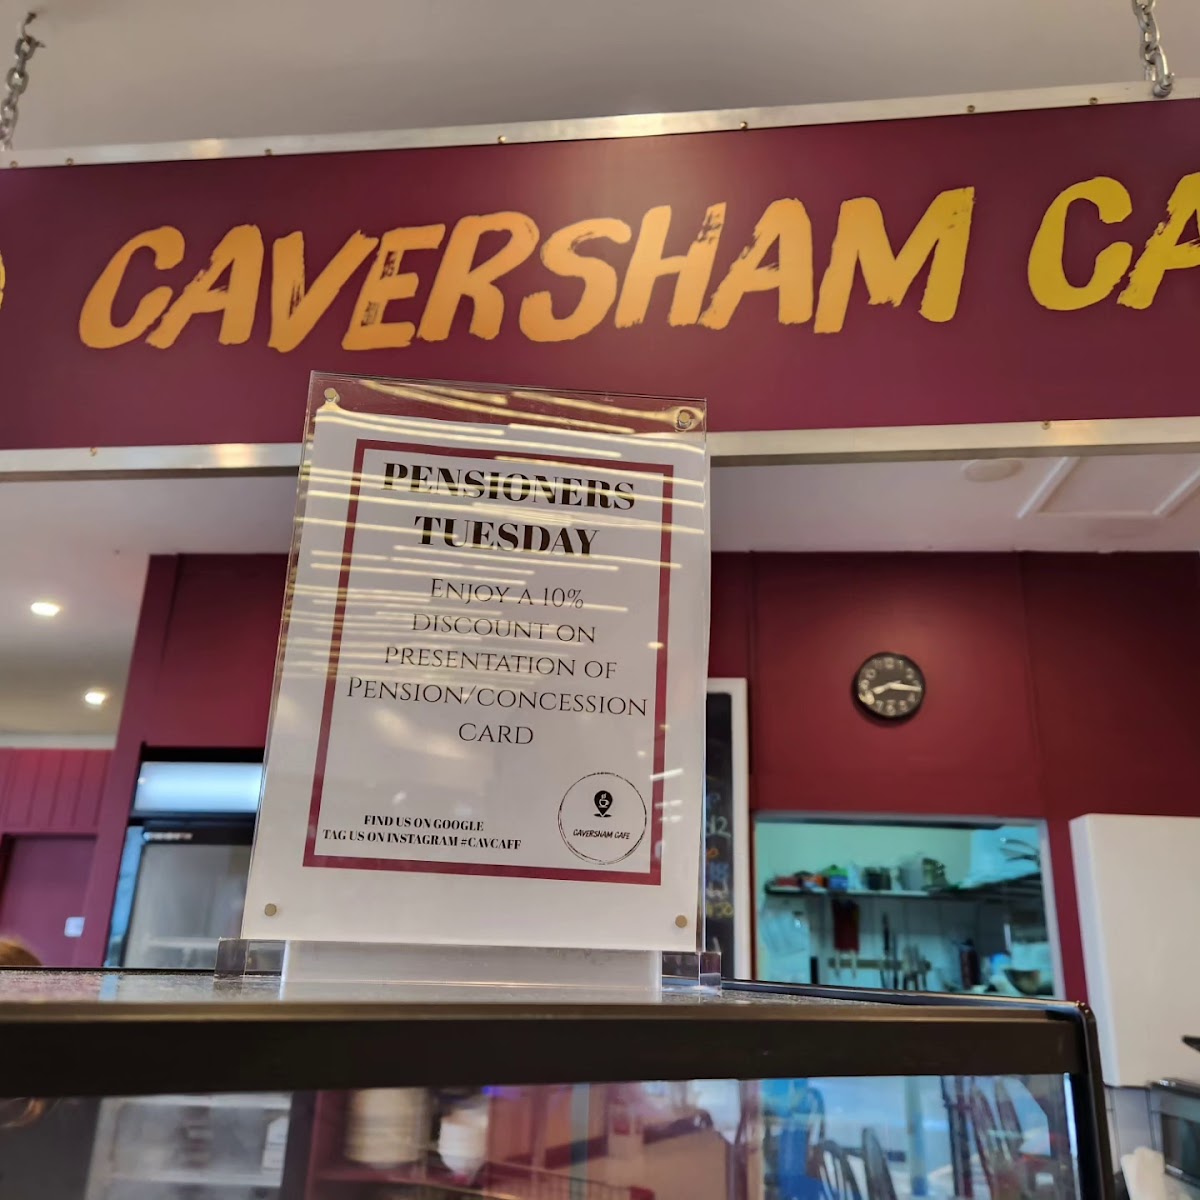 CAVERSHAM CA
PENSIONERS
TUESDAY
ENJOY A 10%
DISCOUNT ON
PRESENTATION OF
PENSION/CONCESSION
CARD
FIND US ON GOOGLE
TAG US ON INSTAGRAM #CAVCAFF
CAVERSHAM CAFE